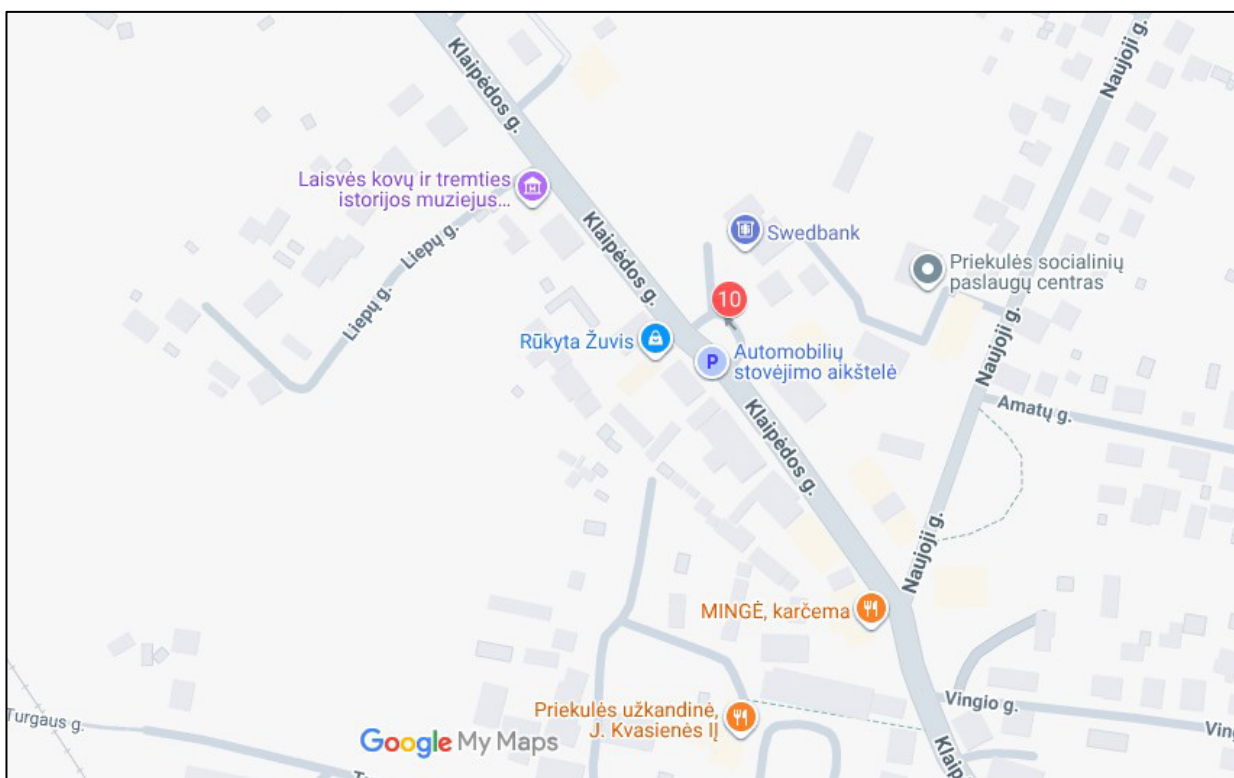 Klaipėdos g.
Naujoji g.
Laisvės kovų ir tremties
istorijos muziejus...
Liepų g.
Klaipėdos g.
Swedbank
Priekulės socialinių
paslaugų centras
Liepų g.
10
Rūkyta Žuvis
P
Automobilių
stovėjimo aikštelė
Naujoji g.
Amatų g.
Klaipėdos g.
Naujoji g.
MINGĖ, karčema
Vingio g.
Priekulės užkandinė,
J. Kvasienės IĮ
Turgaus g.
Google My Maps